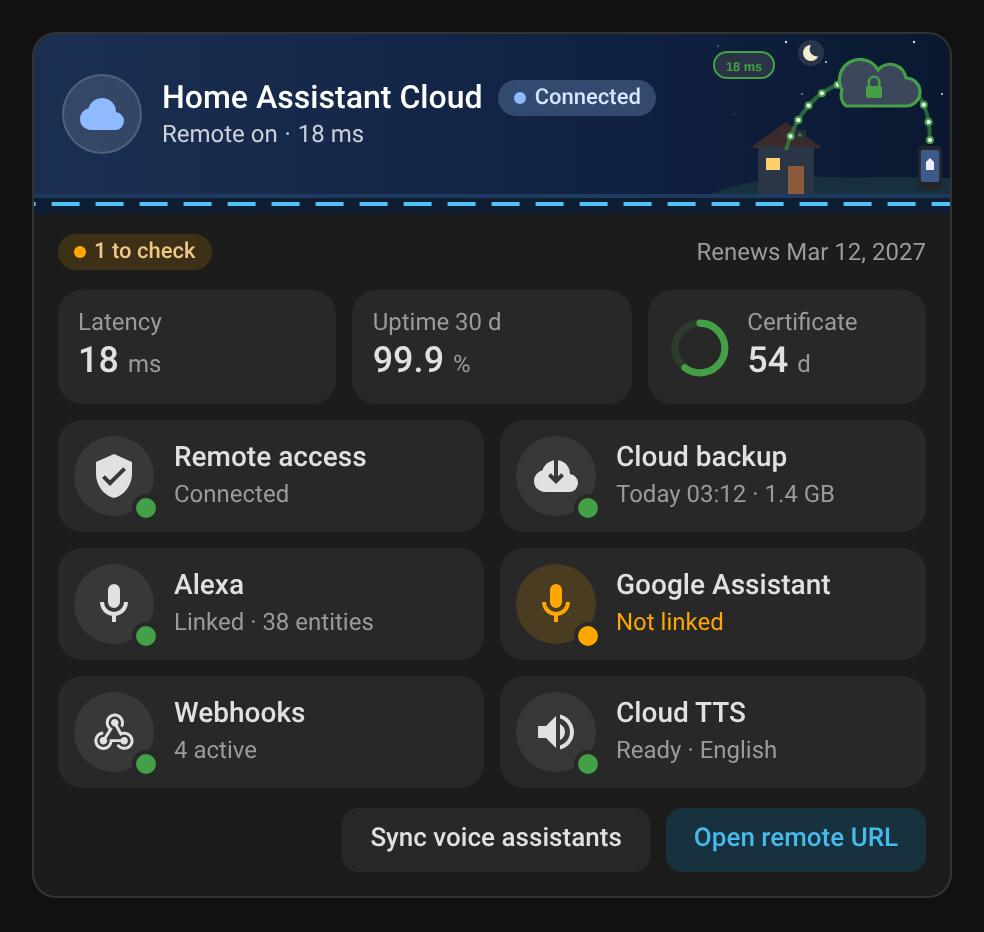 Home Assistant Cloud
Connected
Remote on · 18 ms
18 ms
1 to check
Renews Mar 12, 2027
Latency
18 ms
Uptime 30 d
99.9 %
Certificate
54 d
Remote access
Connected
Cloud backup
Today 03:12 · 1.4 GB
Alexa
Linked · 38 entities
Google Assistant
Not linked
Webhooks
4 active
Cloud TTS
Ready · English
Sync voice assistants
Open remote URL